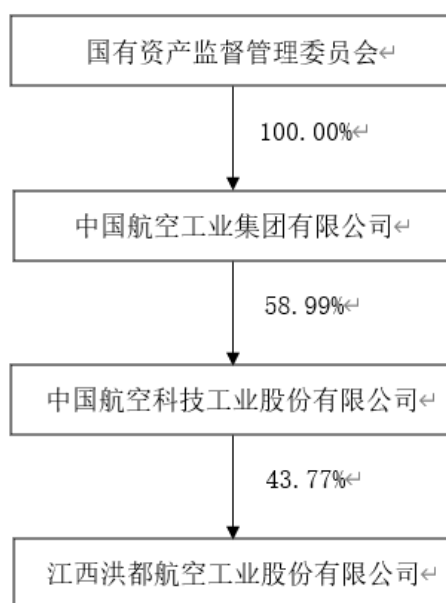 国有资产监督管理委员会↵
100.00%↵
中国航空工业集团有限公司↵
58.99%↵
中国航空科技工业股份有限公司↵
43.77%↵
江西洪都航空工业股份有限公司↵